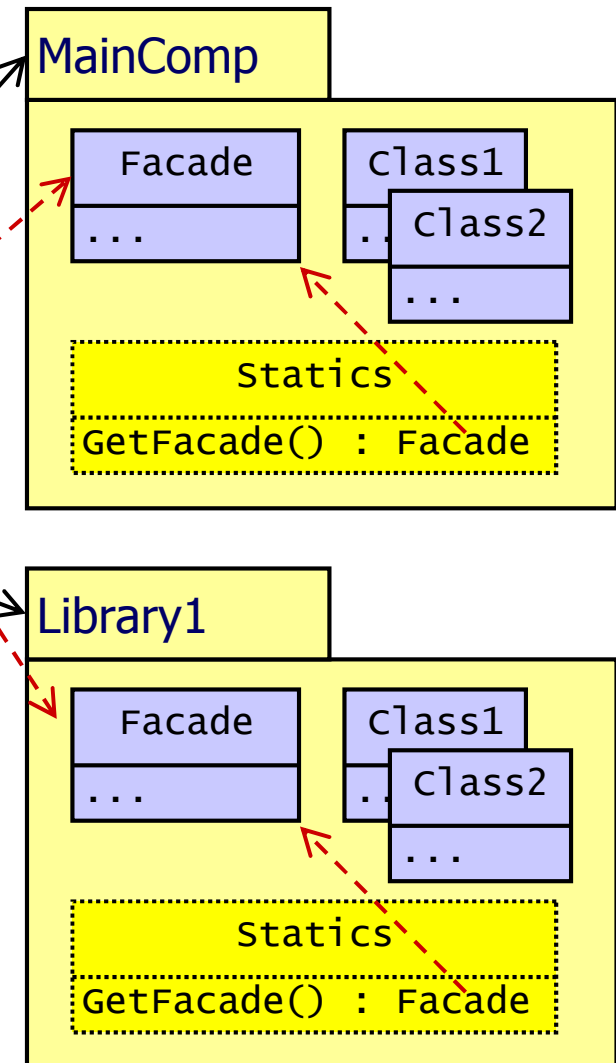 MainComp
Facade
...
Class1
..
Class2
...
Statics
GetFacade() : Facade
Library1
Facade
...
Class1
..
Class2
...
Statics
GetFacade() : Facade